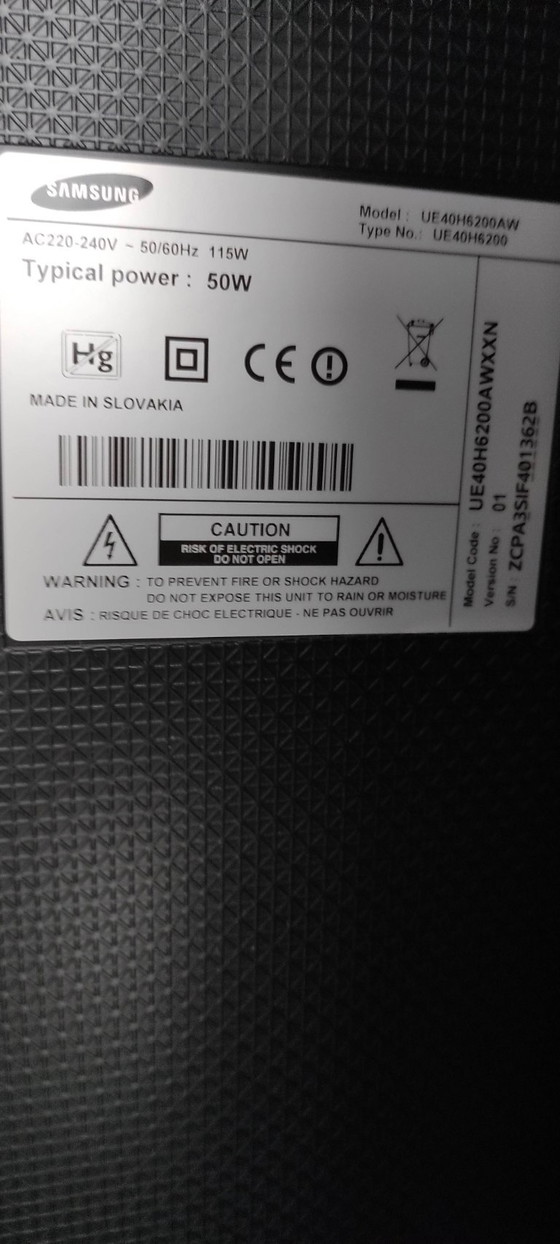 SAMSUNG
Model : UE40H6200AW
Type No.: UE40H6200
AC220-240V ~ 50/60Hz 115W
Typical power : 50W
Hg
CE
MADE IN SLOVAKIA
CAUTION
RISK OF ELECTRIC SHOCK
DO NOT OPEN
WARNING : TO PREVENT FIRE OR SHOCK HAZARD
DO NOT EXPOSE THIS UNIT TO RAIN OR MOISTURE
AVIS : RISQUE DE CHOC ELECTRIQUE - NE PAS OUVRIR
Model Code : UE40H6200AWXXN
Version No : 01
S/N : ZCPA3SIF401362B